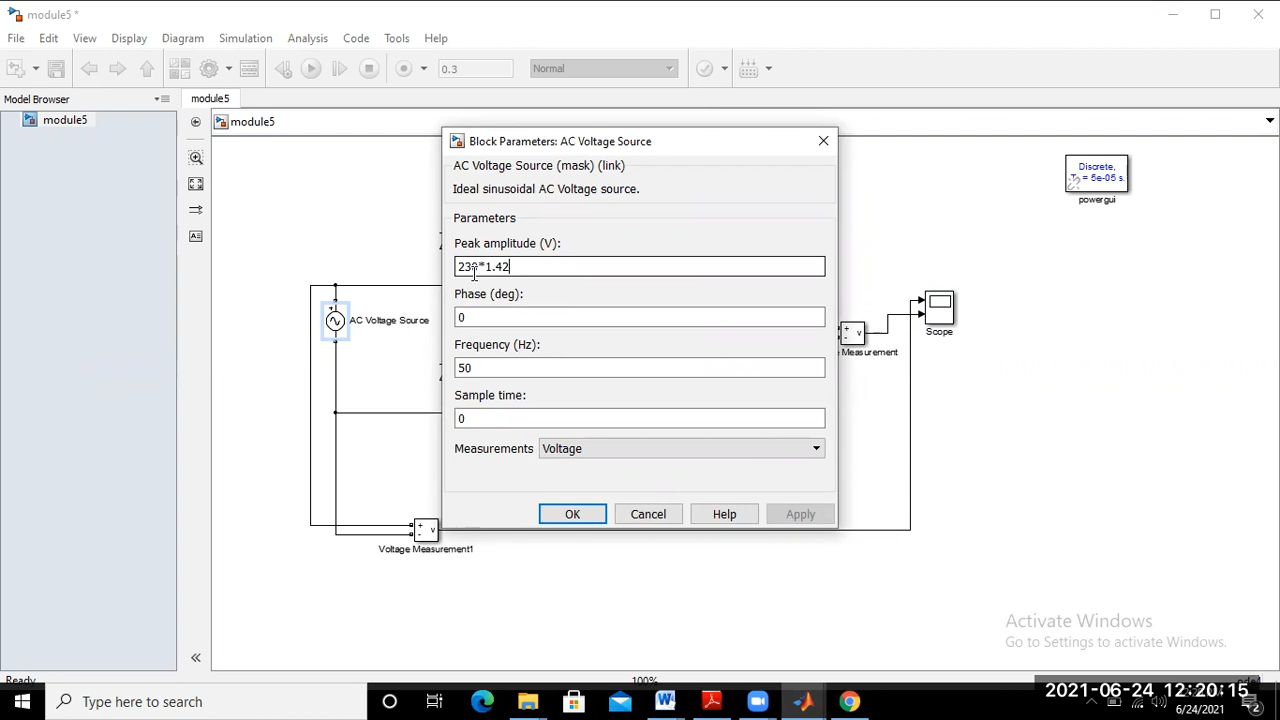 module5 *
File Edit View Display Diagram Simulation Analysis Code Tools Help
0.3
Normal
Model Browser
module5
module5
module5
Block Parameters: AC Voltage Source
AC Voltage Source (mask) (link)
Ideal sinusoidal AC Voltage source.
Parameters
Peak amplitude (V):
230*1.42
Phase (deg):
0
Frequency (Hz):
50
Sample time:
0
Measurements Voltage
OK Cancel Help Apply
Discrete,
= 5e-05 s.
powergui
AC Voltage Source
+
v
-
Measurement
Scope
+
v
-
Voltage Measurement1
Activate Windows
Go to Settings to activate Windows.
Ready
100%
Type here to search
2021-06-24 12:20:15
6/24/2021
2